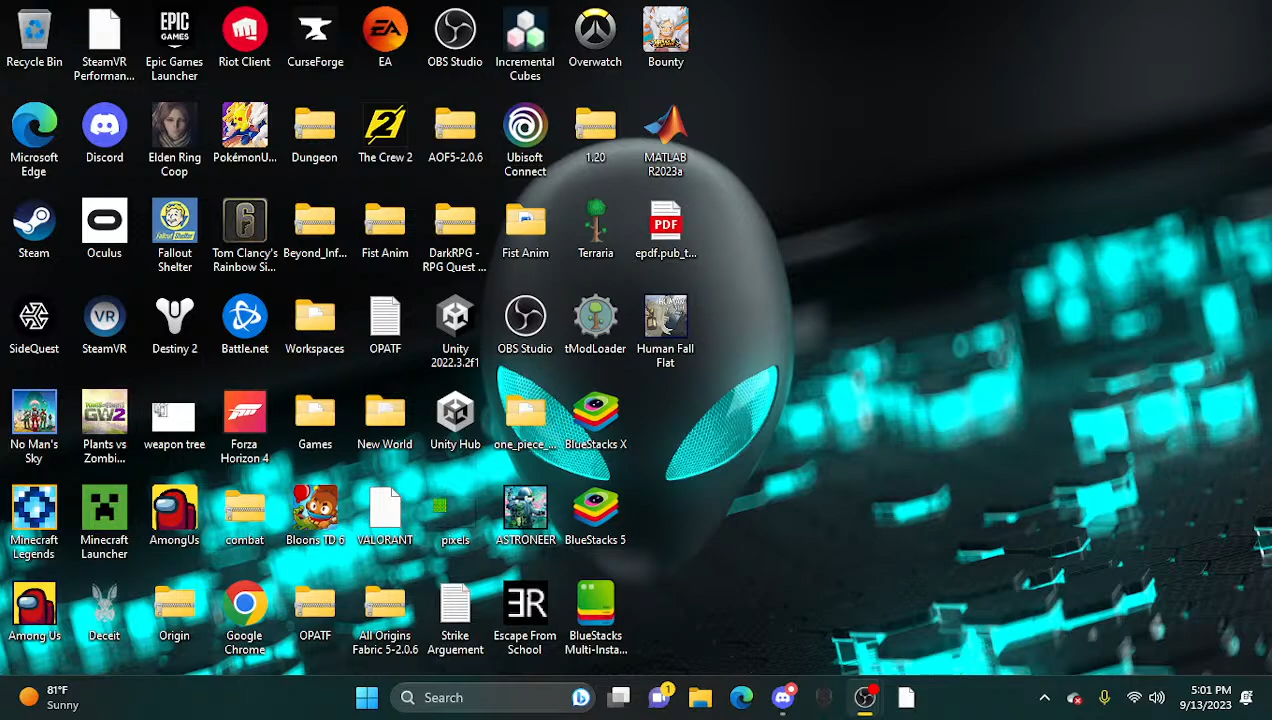 Recycle Bin
SteamVR
Performan...
Epic Games
Launcher
Riot Client
CurseForge
EA
OBS Studio
Incremental
Cubes
Overwatch
Bounty
Microsoft
Edge
Discord
Elden Ring
Coop
PokémonU...
Dungeon
The Crew 2
AOF5-2.0.6
Ubisoft
Connect
1.20
MATLAB
R2023a
Steam
Oculus
Fallout
Shelter
Tom Clancy's
Rainbow Si...
Beyond_Inf...
Fist Anim
DarkRPG -
RPG Quest ...
Fist Anim
Terraria
PDF
epdf.pub_t...
SideQuest
SteamVR
Destiny 2
Battle.net
Workspaces
OPATF
Unity
2022.3.2f1
OBS Studio
tModLoader
Human Fall
Flat
No Man's
Sky
Plants vs
Zombi...
weapon tree
Forza
Horizon 4
Games
New World
Unity Hub
one_piece_...
BlueStacks X
Minecraft
Legends
Minecraft
Launcher
AmongUs
combat
Bloons TD 6
VALORANT
pixels
ASTRONEER
BlueStacks 5
Among Us
Deceit
Origin
Google
Chrome
OPATF
All Origins
Fabric 5-2.0.6
Strike
Arguement
Escape From
School
BlueStacks
Multi-Insta...
81°F
Sunny
Search
1
5:01 PM
9/13/2023